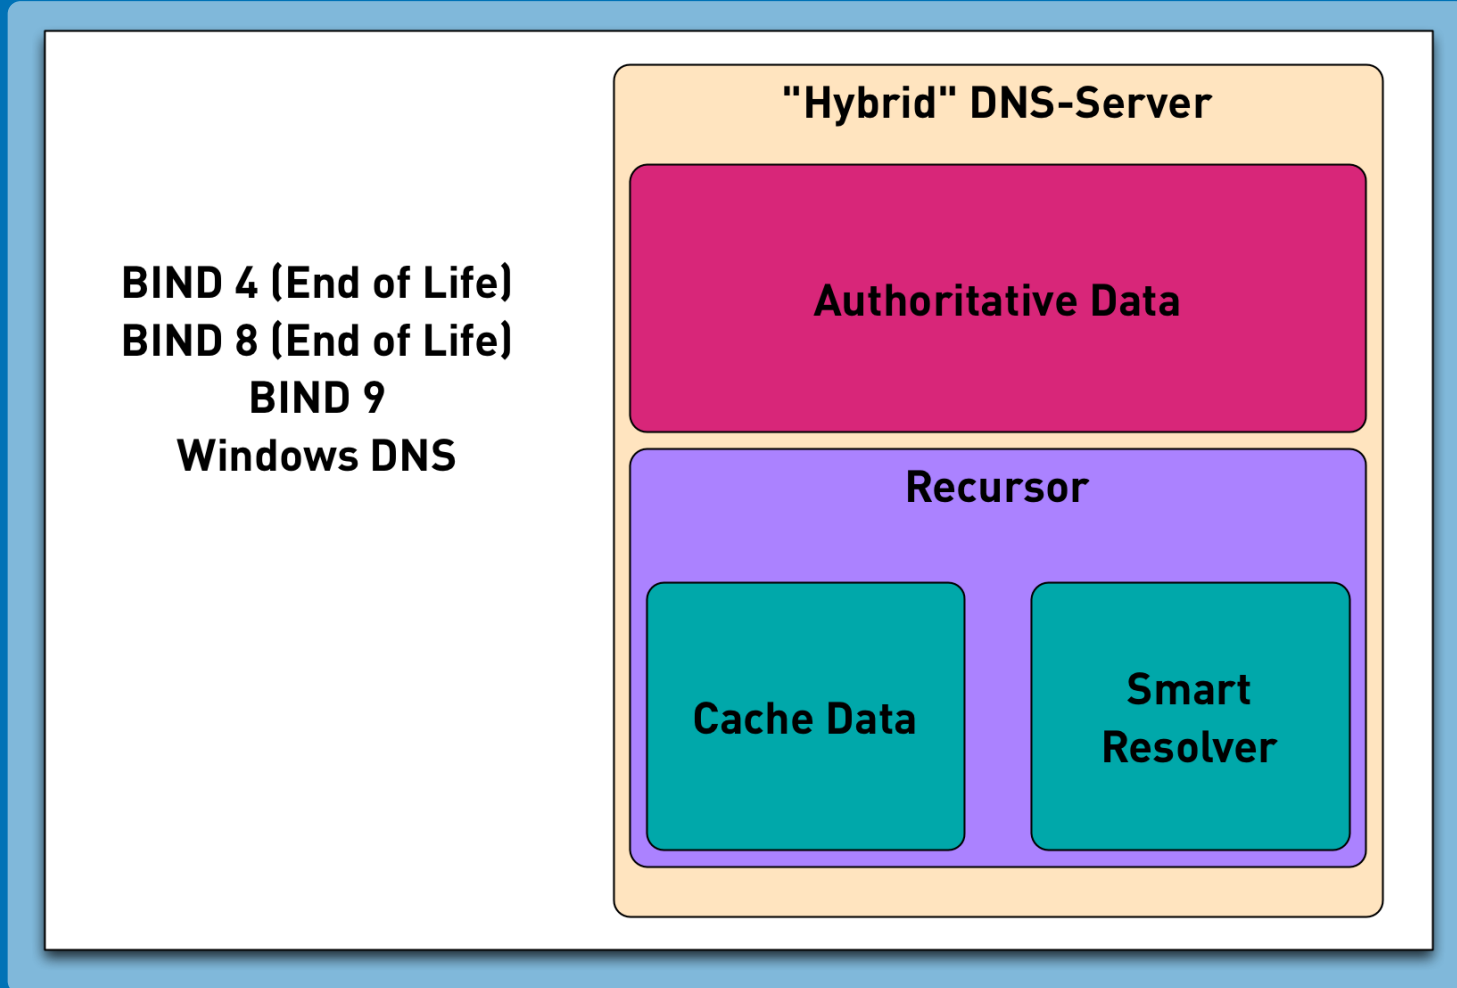 BIND 4 (End of Life)
BIND 8 (End of Life)
BIND 9
Windows DNS
"Hybrid" DNS-Server
Authoritative Data
Recursor
Cache Data
Smart
Resolver